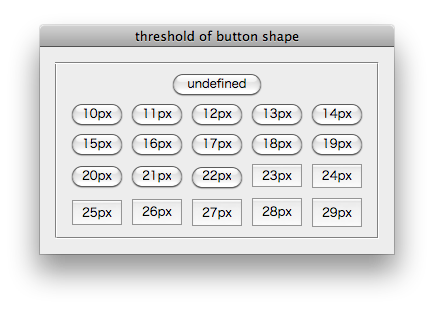 threshold of button shape
undefined
10px 11px 12px 13px 14px
15px 16px 17px 18px 19px
20px 21px 22px 23px 24px
25px 26px 27px 28px 29px